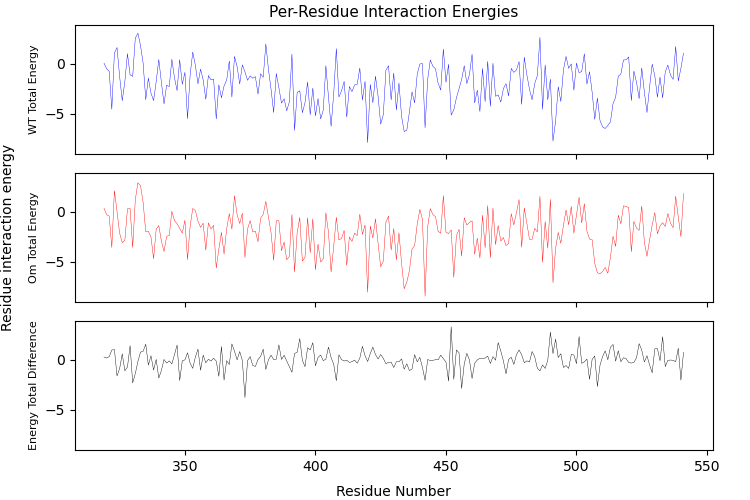 Per-Residue Interaction Energies
Residue interaction energy
WT Total Energy
0
−5
Om Total Energy
0
−5
Energy Total Difference
0
−5
350
400
450
500
550
Residue Number